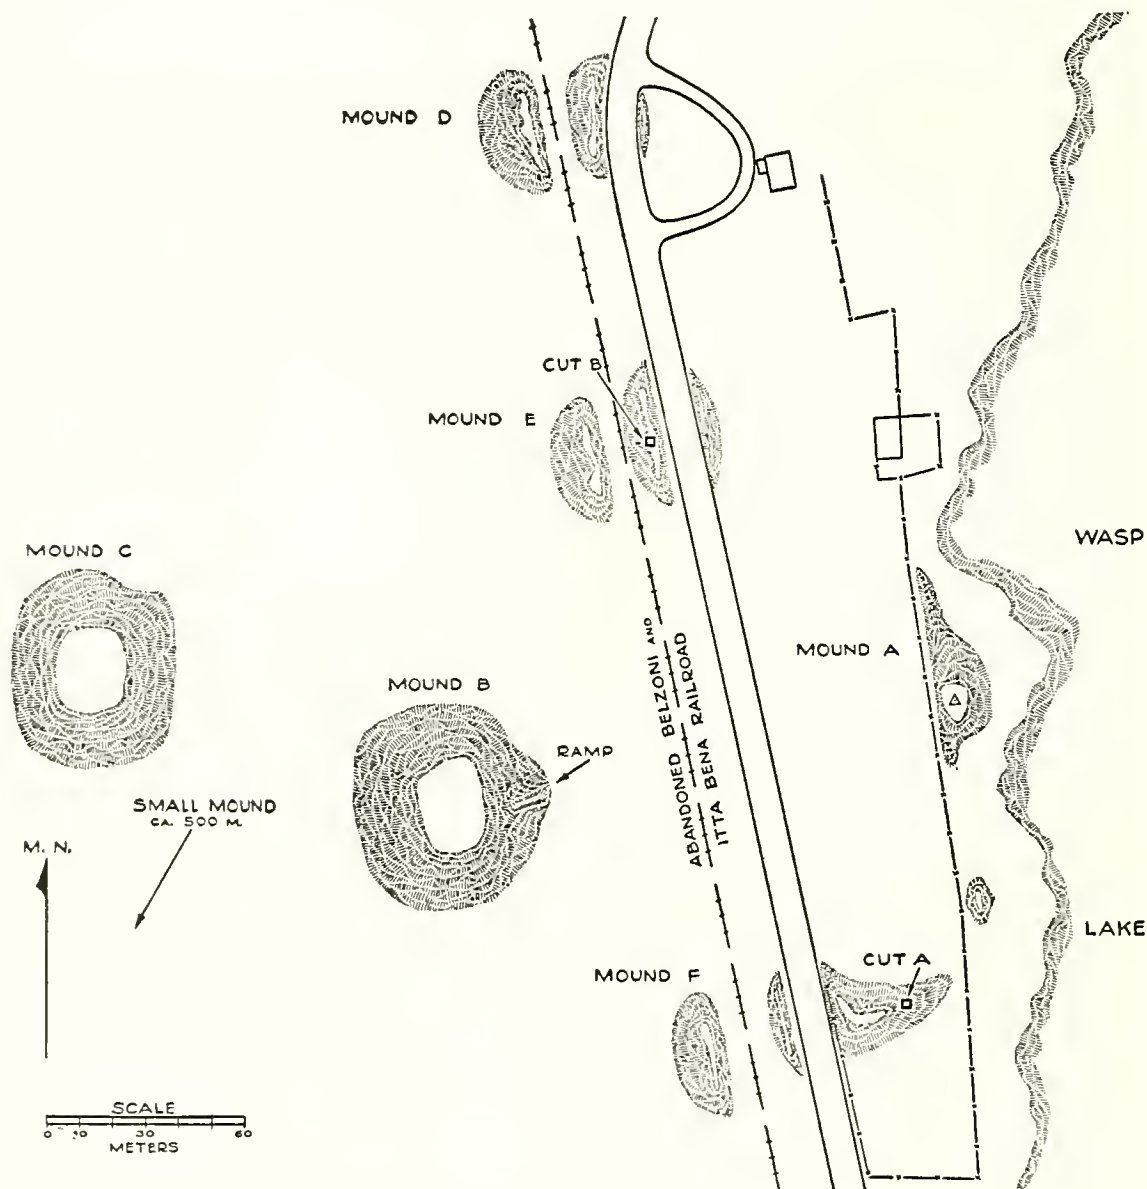 MOUND D
CUT B
MOUND E
WASP
MOUND C
MOUND A
MOUND B
RAMP
ABANDONED BELZONI AND
ITTA BENA RAILROAD
SMALL MOUND
CA. 500 M.
M. N.
LAKE
CUT A
MOUND F
SCALE
0 10 30 60
METERS